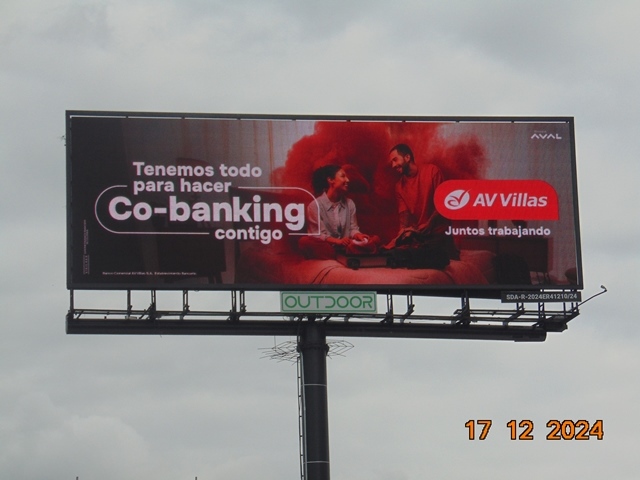 Tenemos todo
para hacer
Co-banking
contigo
AVAL
AV Villas
Juntos trabajando
OUTDOOR
17 12 2024